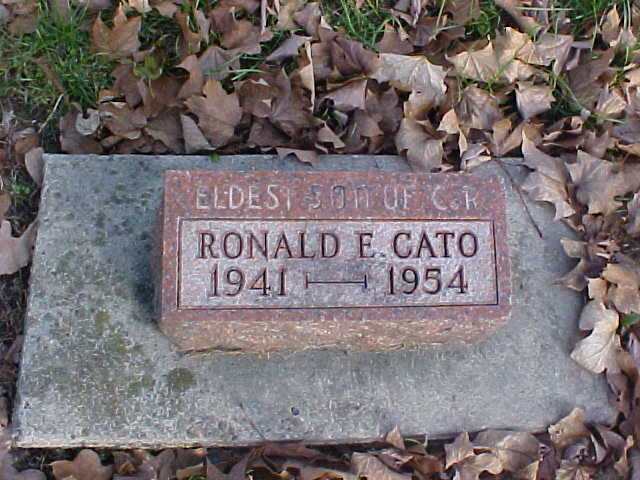 ELDEST SON OF C & R
RONALD E. CATO
1941 — 1954